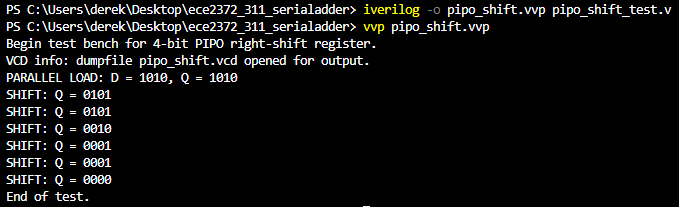 PS C:\Users\derek\Desktop\ece2372_311_serialadder> iverilog -o pipo_shift.vvp pipo_shift_test.v
PS C:\Users\derek\Desktop\ece2372_311_serialadder> vvp pipo_shift.vvp
Begin test bench for 4-bit PIPO right-shift register.
VCD info: dumpfile pipo_shift.vcd opened for output.
PARALLEL LOAD: D = 1010, Q = 1010
SHIFT: Q = 0101
SHIFT: Q = 0101
SHIFT: Q = 0010
SHIFT: Q = 0001
SHIFT: Q = 0001
SHIFT: Q = 0000
End of test.